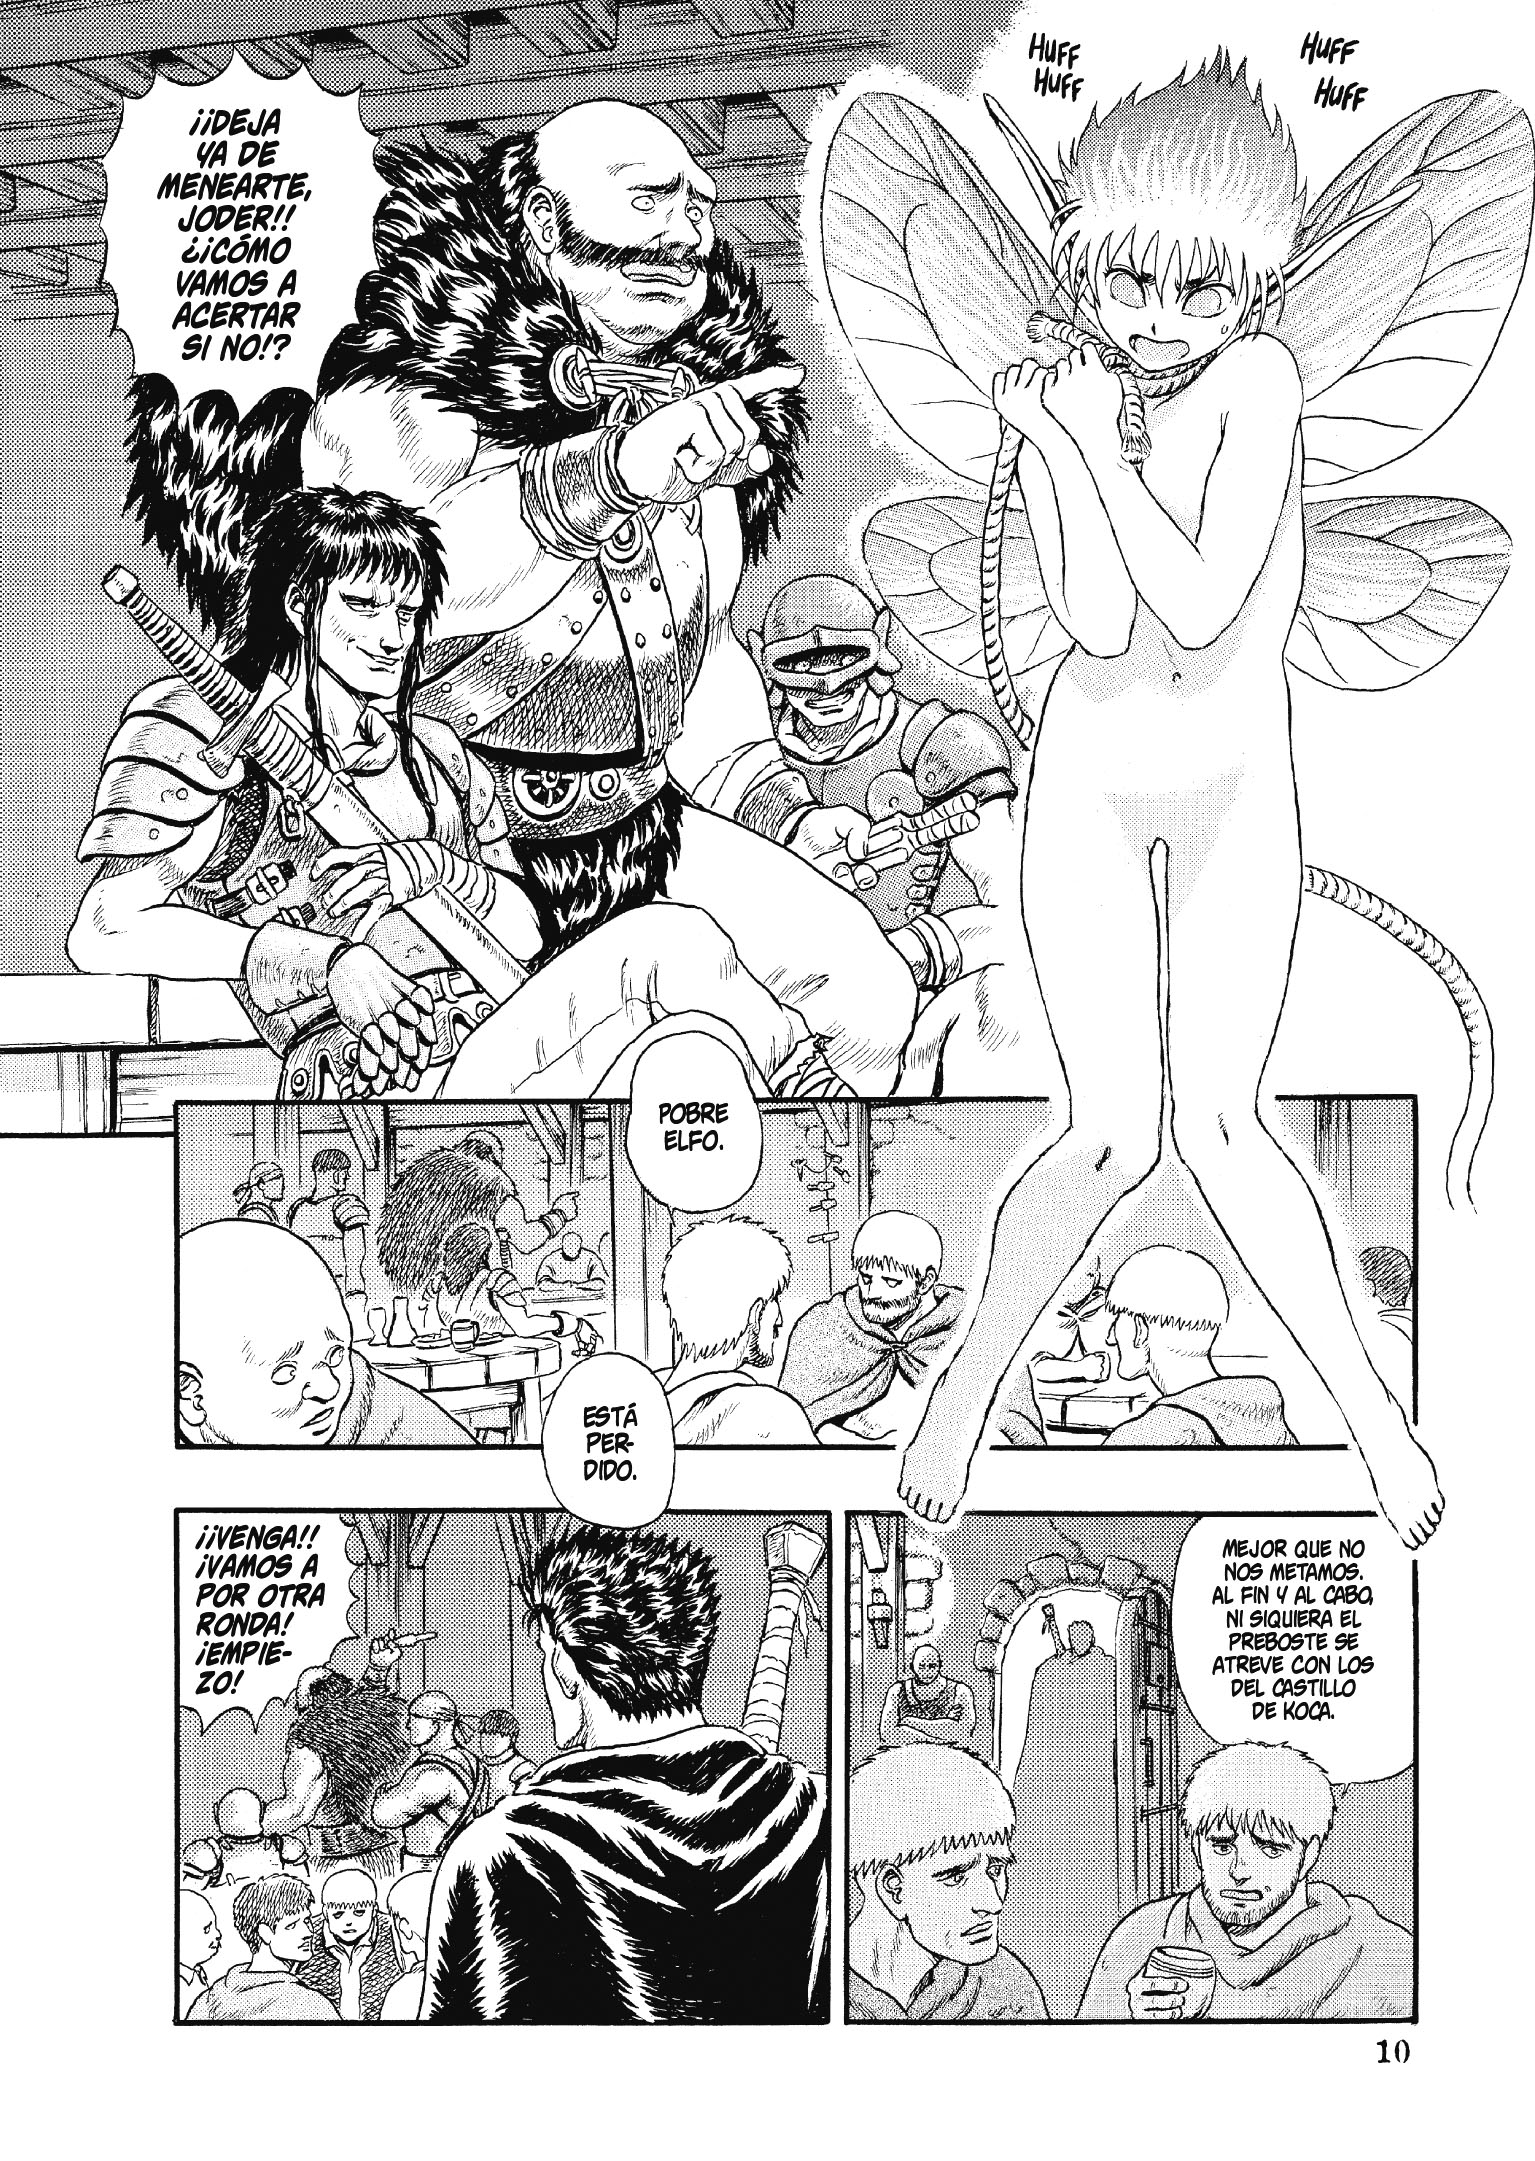 HUFF
HUFF
HUFF
HUFF
¡¡DEJA
YA DE
MENEARTE,
JODER!!
¿¡CÓMO
VAMOS A
ACERTAR
SI NO!?
POBRE
ELFO.
ESTÁ
PER-
DIDO.
MEJOR QUE NO
NOS METAMOS.
AL FIN Y AL CABO,
NI SIQUIERA EL
PREBOSTE SE
ATREVE CON LOS
DEL CASTILLO
DE KOCA.
¡¡VENGA!!
¡VAMOS A
POR OTRA
RONDA!
¡EMPIE-
ZO!
10